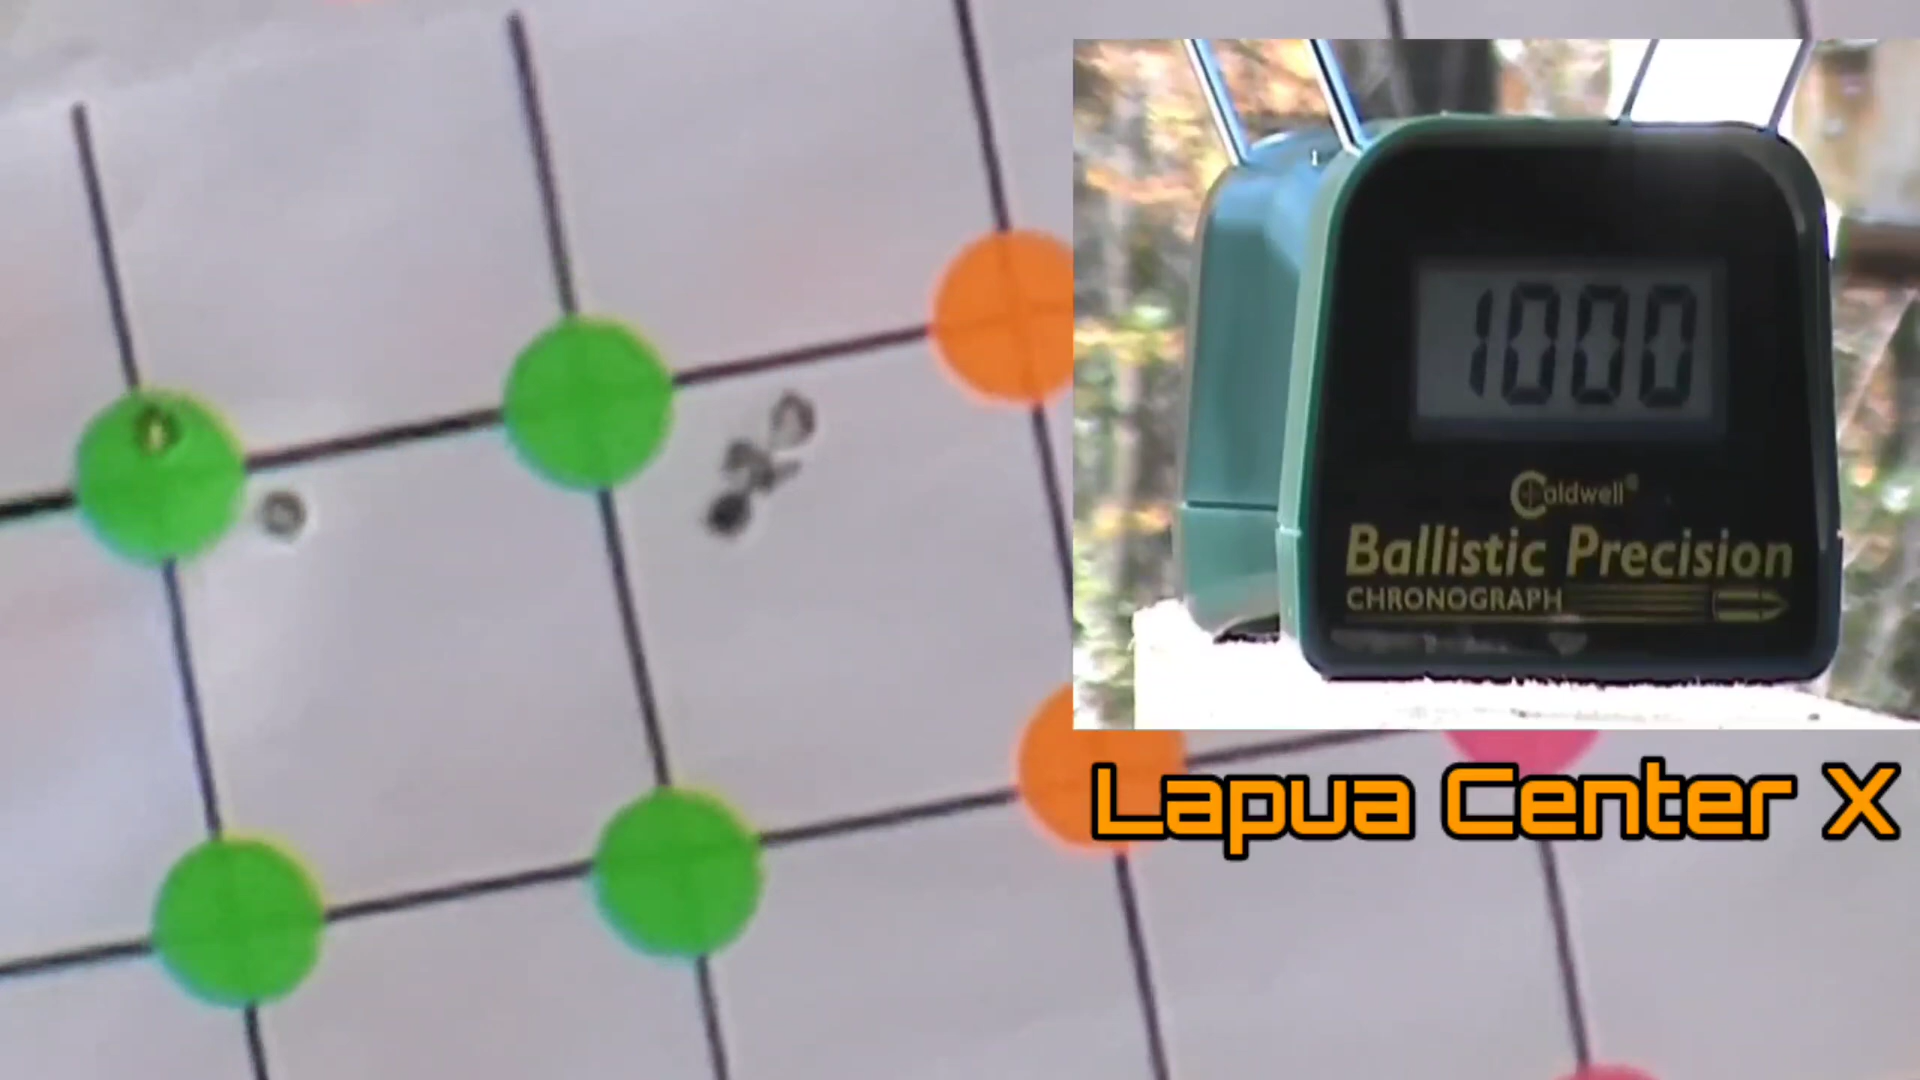 1000
Caldwell®
Ballistic Precision
CHRONOGRAPH
Lapua Center X